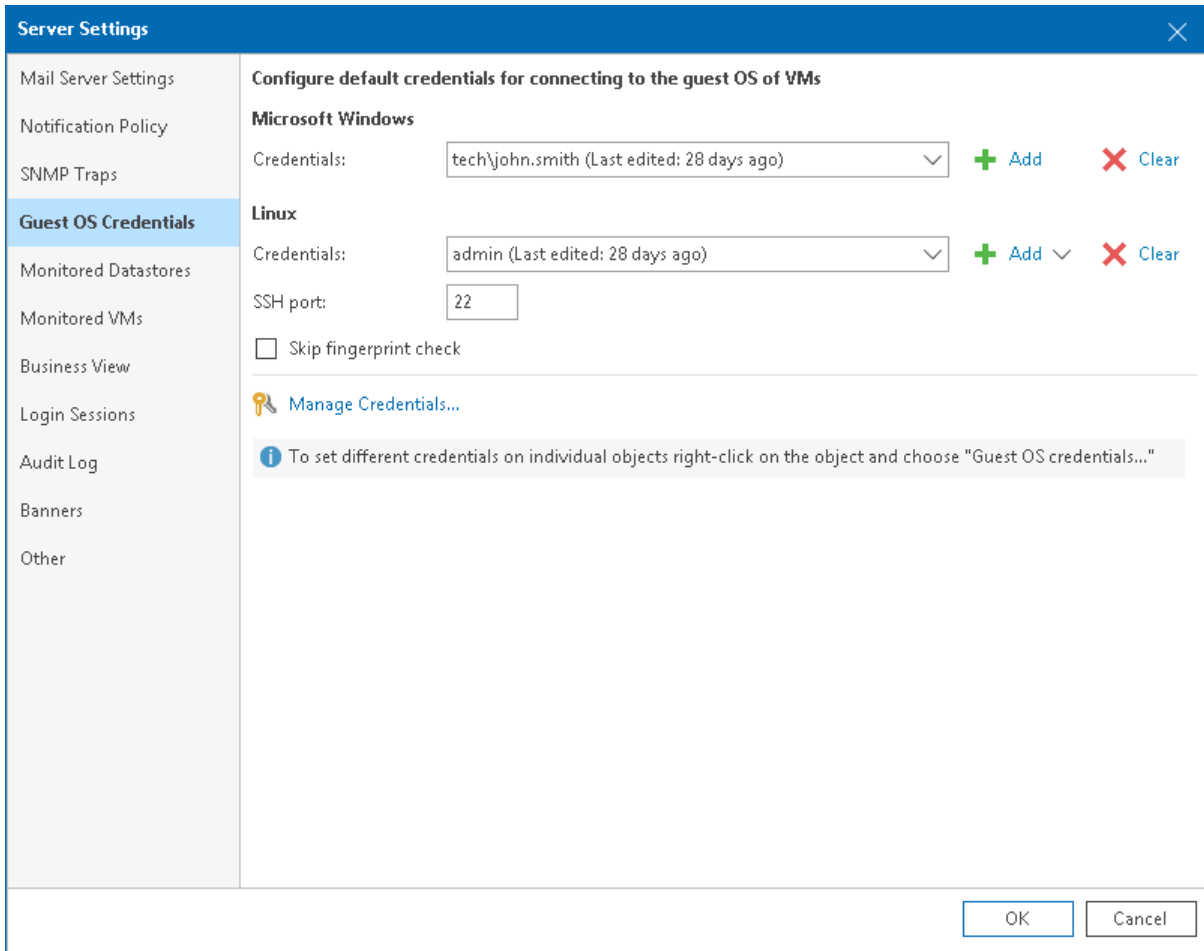 Server Settings
Mail Server Settings
Notification Policy
SNMP Traps
Guest OS Credentials
Monitored Datastores
Monitored VMs
Business View
Login Sessions
Audit Log
Banners
Other
Configure default credentials for connecting to the guest OS of VMs
Microsoft Windows
Credentials: tech\john.smith (Last edited: 28 days ago) Add Clear
Linux
Credentials: admin (Last edited: 28 days ago) Add Clear
SSH port: 22
Skip fingerprint check
Manage Credentials...
To set different credentials on individual objects right-click on the object and choose "Guest OS credentials..."
OK Cancel